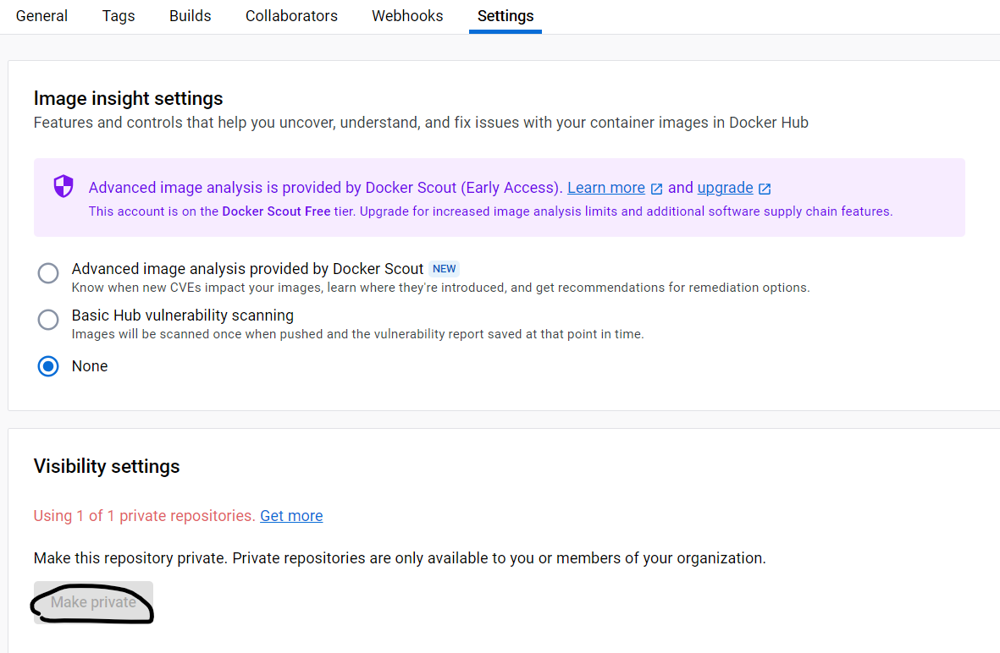 General Tags Builds Collaborators Webhooks Settings
Image insight settings
Features and controls that help you uncover, understand, and fix issues with your container images in Docker Hub
Advanced image analysis is provided by Docker Scout (Early Access). Learn more and upgrade
This account is on the Docker Scout Free tier. Upgrade for increased image analysis limits and additional software supply chain features.
Advanced image analysis provided by Docker Scout NEW
Know when new CVEs impact your images, learn where they're introduced, and get recommendations for remediation options.
Basic Hub vulnerability scanning
Images will be scanned once when pushed and the vulnerability report saved at that point in time.
None
Visibility settings
Using 1 of 1 private repositories. Get more
Make this repository private. Private repositories are only available to you or members of your organization.
Make private